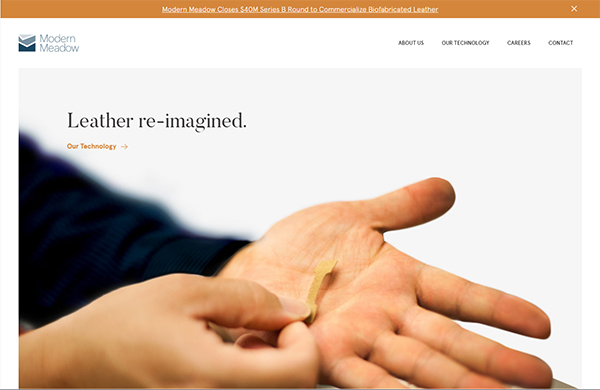 Modern Meadow Closes $40M Series B Round to Commercialize Biofabricated Leather
Modern
Meadow
ABOUT US
OUR TECHNOLOGY
CAREERS
CONTACT
Leather re-imagined.
Our Technology